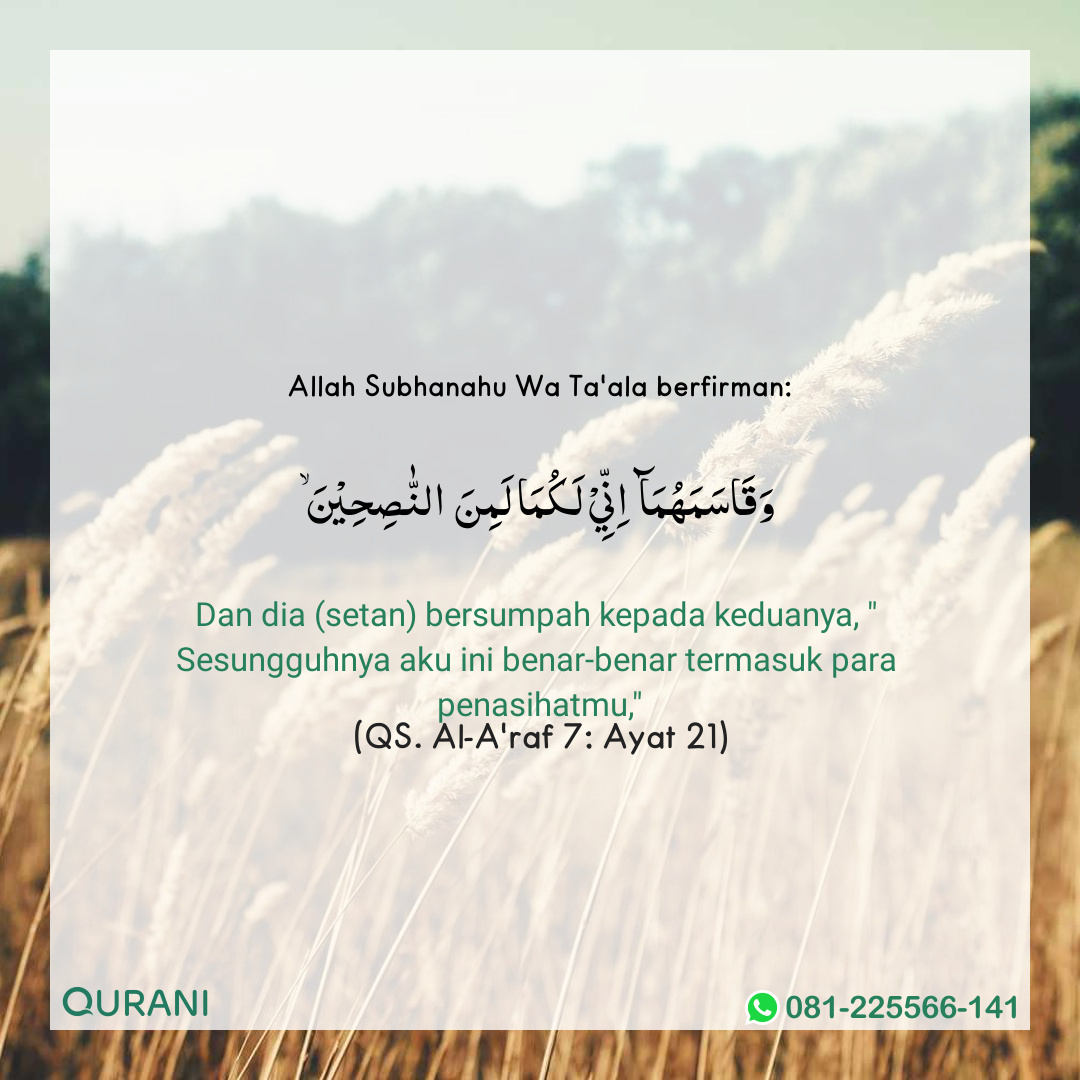 Allah Subhanahu Wa Ta'ala berfirman:
وَقَاسَمَهُمَآ اِنِّيْ لَكُمَا لَمِنَ النّٰصِحِيْنَۙ
Dan dia (setan) bersumpah kepada keduanya, "
Sesungguhnya aku ini benar-benar termasuk para
penasihatmu,"
(QS. Al-A'raf 7: Ayat 21)
QURANI
081-225566-141